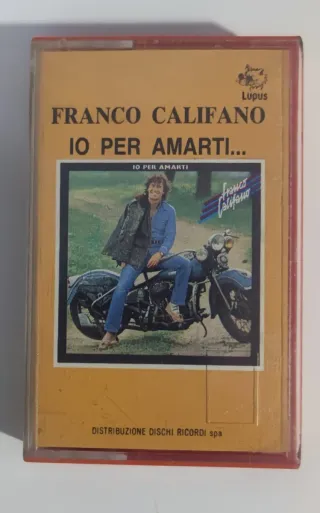 Lupus
FRANCO CALIFANO
IO PER AMARTI...
IO PER AMARTI
Franco
Califano
DISTRIBUZIONE DISCHI RICORDI spa